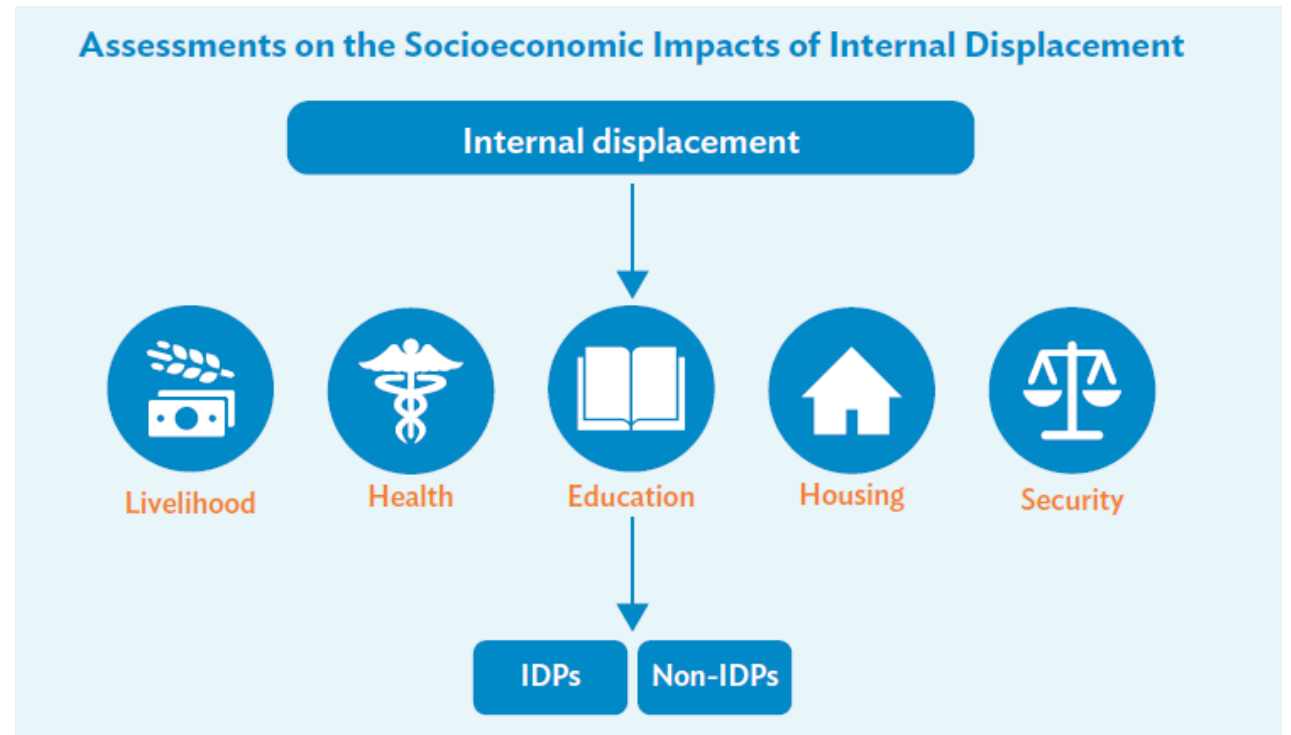 Assessments on the Socioeconomic Impacts of Internal Displacement
Internal displacement
Livelihood
Health
Education
Housing
Security
IDPs
Non-IDPs